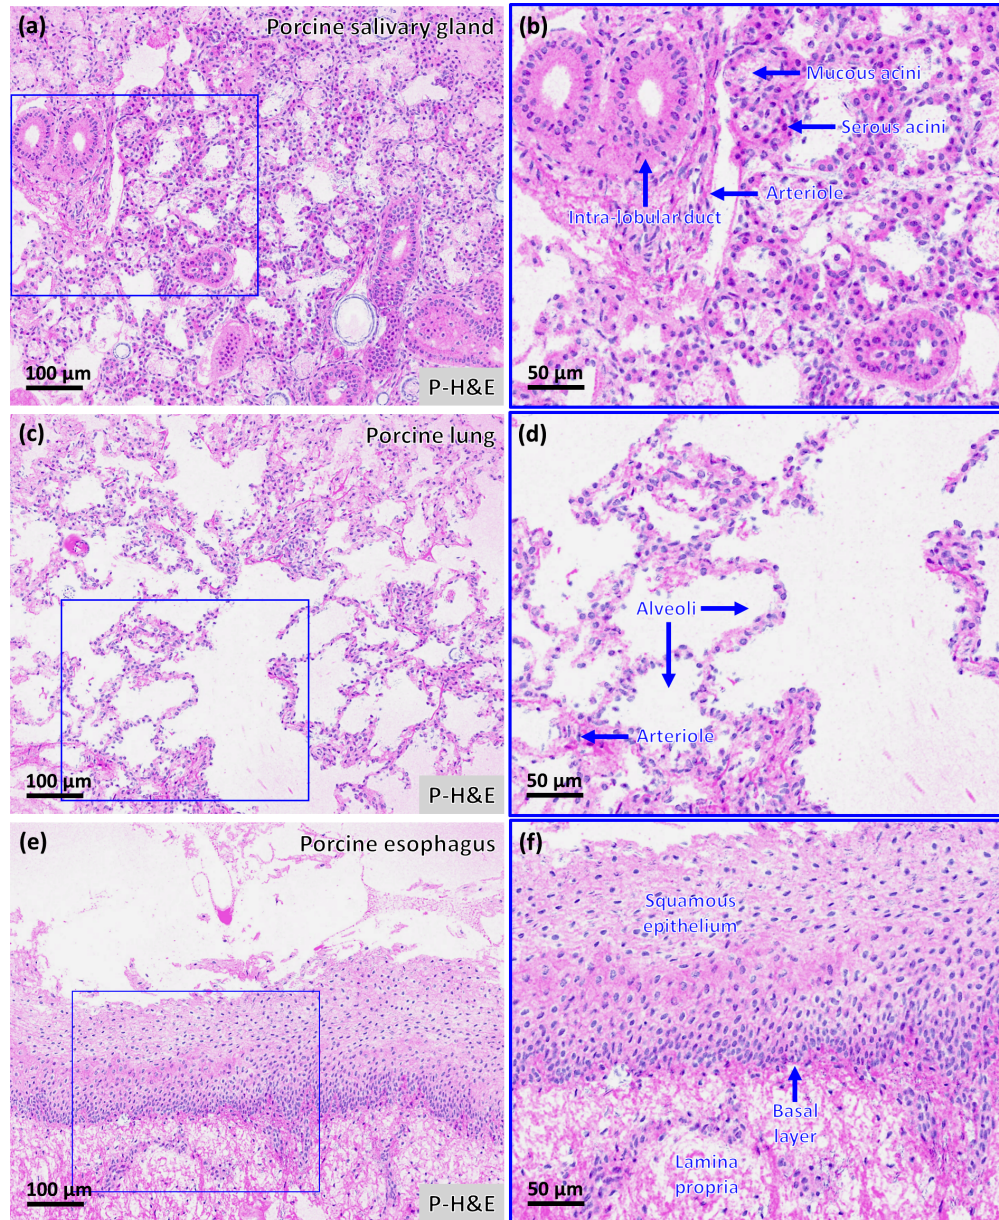 (a)
Porcine salivary gland
100 µm
P-H&E
(b)
Mucous acini
Serous acini
Arteriole
Intra-lobular duct
50 µm
(c)
Porcine lung
100 µm
P-H&E
(d)
Alveoli
Arteriole
50 µm
(e)
Porcine esophagus
100 µm
P-H&E
(f)
Squamous
epithelium
Basal
layer
Lamina
propria
50 µm